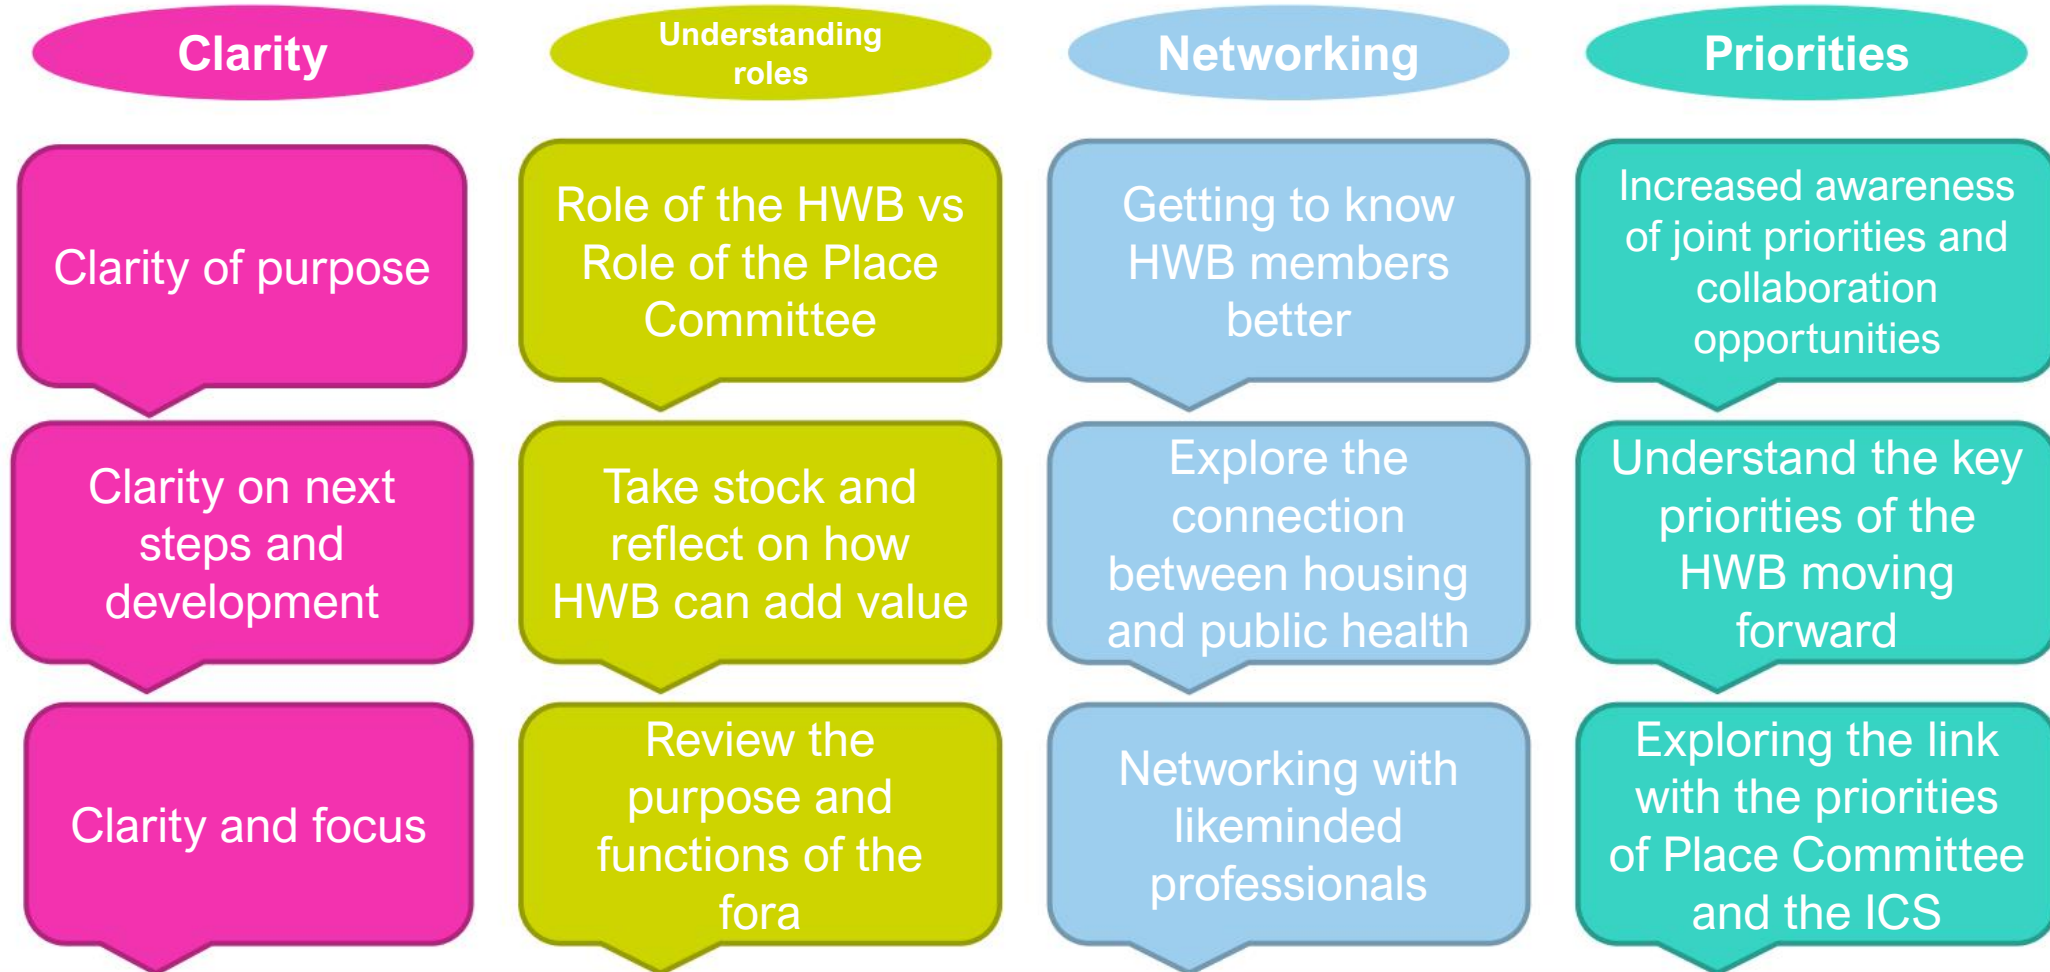 Clarity
Understanding
roles
Networking
Priorities
Clarity of purpose
Role of the HWB vs
Role of the Place
Committee
Getting to know
HWB members
better
Increased awareness
of joint priorities and
collaboration
opportunities
Clarity on next
steps and
development
Take stock and
reflect on how
HWB can add value
Explore the
connection
between housing
and public health
Understand the key
priorities of the
HWB moving
forward
Clarity and focus
Review the
purpose and
functions of the
fora
Networking with
likeminded
professionals
Exploring the link
with the priorities
of Place Committee
and the ICS